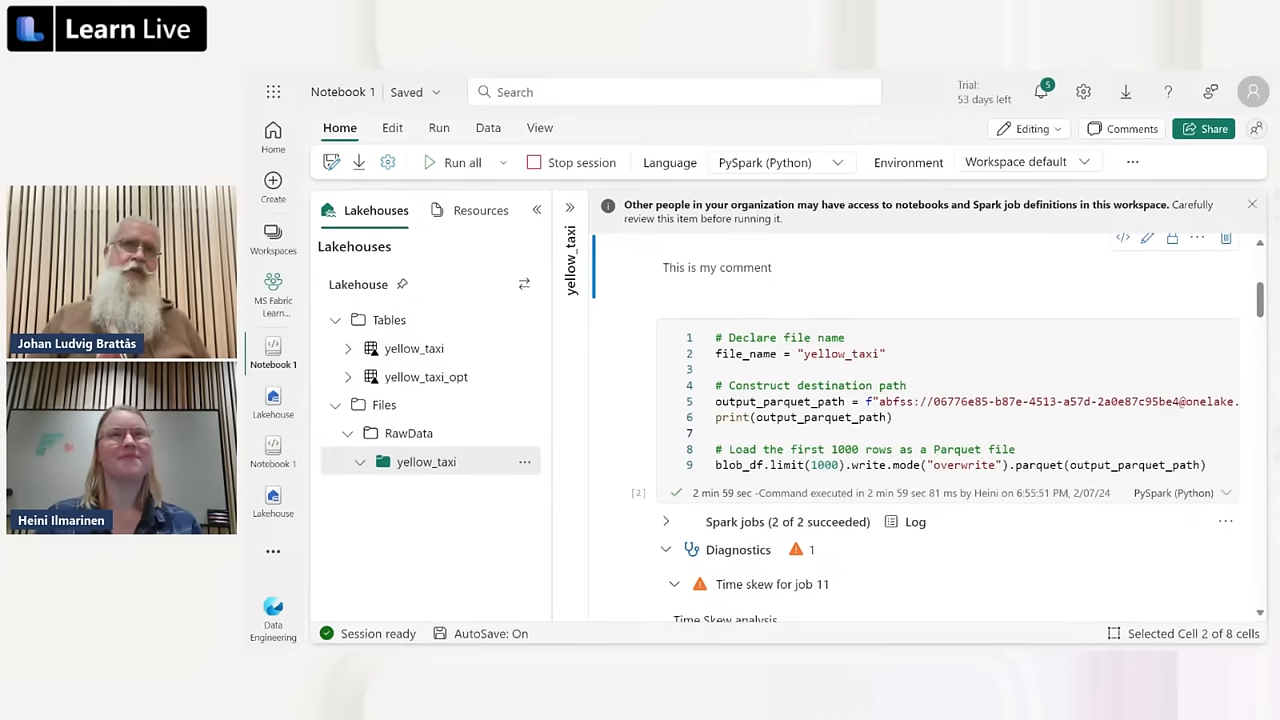 Learn Live
Notebook 1 Saved
Search
Trial:
53 days left
5
Home
Edit
Run
Data
View
Editing
Comments
Share
Run all
Stop session
Language
PySpark (Python)
Environment
Workspace default
Home
Create
Workspaces
MS Fabric
Learn...
Notebook 1
Lakehouse
Notebook 1
Lakehouse
Data
Engineering
Lakehouses
Resources
Lakehouses
Lakehouse
Tables
yellow_taxi
yellow_taxi_opt
Files
RawData
yellow_taxi
yellow_taxi
Other people in your organization may have access to notebooks and Spark job definitions in this workspace. Carefully
review this item before running it.
This is my comment
1 # Declare file name
2 file_name = "yellow_taxi"
3
4 # Construct destination path
5 output_parquet_path = f"abfss://06776e85-b87e-4513-a57d-2a0e87c95be4@onelake.
6 print(output_parquet_path)
7
8 # Load the first 1000 rows as a Parquet file
9 blob_df.limit(1000).write.mode("overwrite").parquet(output_parquet_path)
[2]
2 min 59 sec -Command executed in 2 min 59 sec 81 ms by Heini on 6:55:51 PM, 2/07/24
PySpark (Python)
Spark jobs (2 of 2 succeeded)
Log
Diagnostics
1
Time skew for job 11
Time Skew analysis
Session ready
AutoSave: On
Selected Cell 2 of 8 cells
Johan Ludvig Brattås
Heini Ilmarinen